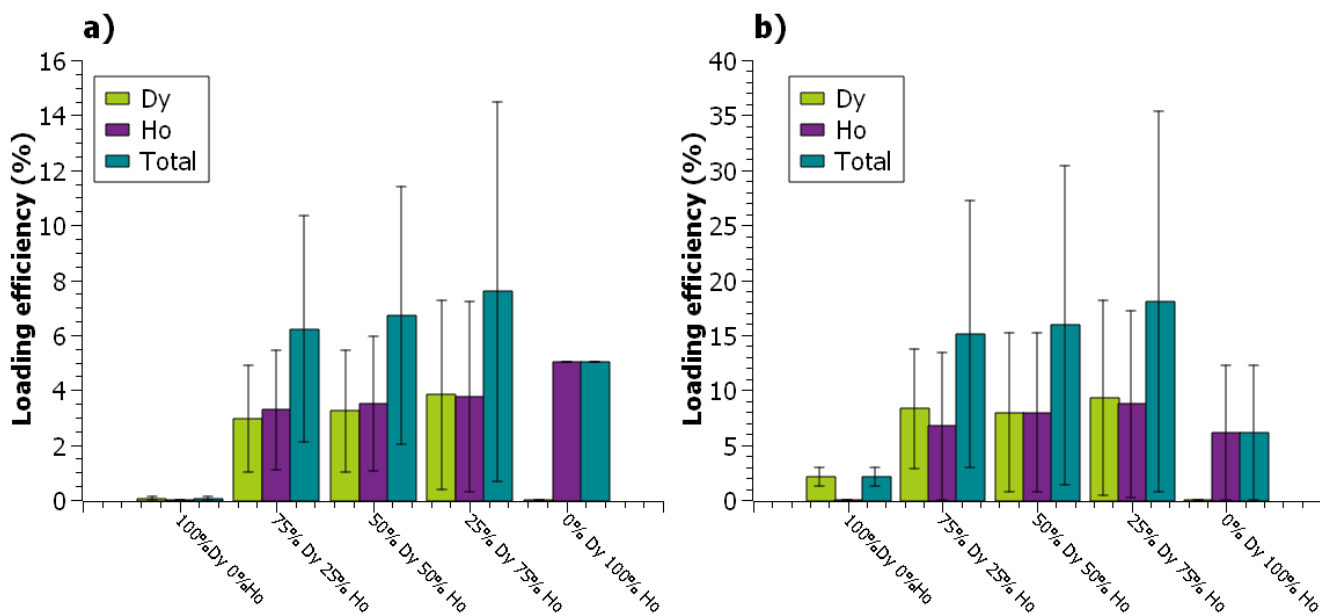 a)
Loading efficiency (%)
16
14
12
10
8
6
4
2
0
Dy
Ho
Total
100%Dy 0%Ho
75% Dy 25% Ho
50% Dy 50% Ho
25% Dy 75% Ho
0% Dy 100% Ho
b)
Loading efficiency (%)
40
35
30
25
20
15
10
5
0
Dy
Ho
Total
100%Dy 0%Ho
75% Dy 25% Ho
50% Dy 50% Ho
25% Dy 75% Ho
0% Dy 100% Ho